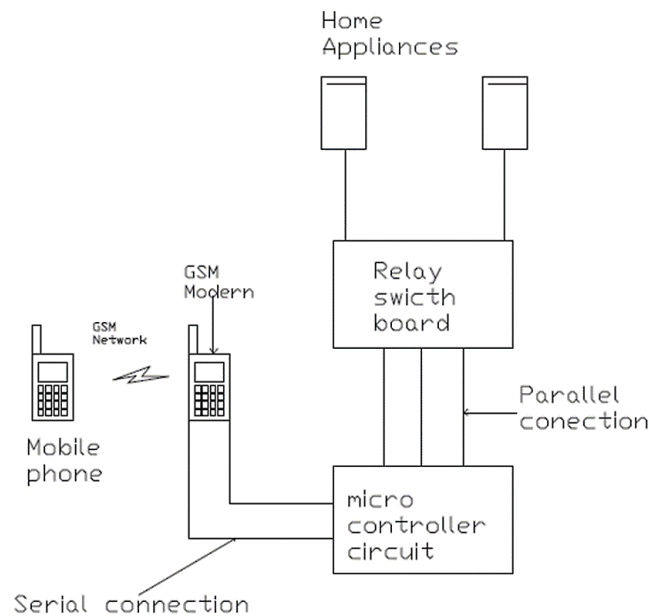 Home
Appliances
Relay
swicth
board
GSM
Modern
GSM
Network
Mobile
phone
Parallel
conection
micro
controller
circuit
Serial connection